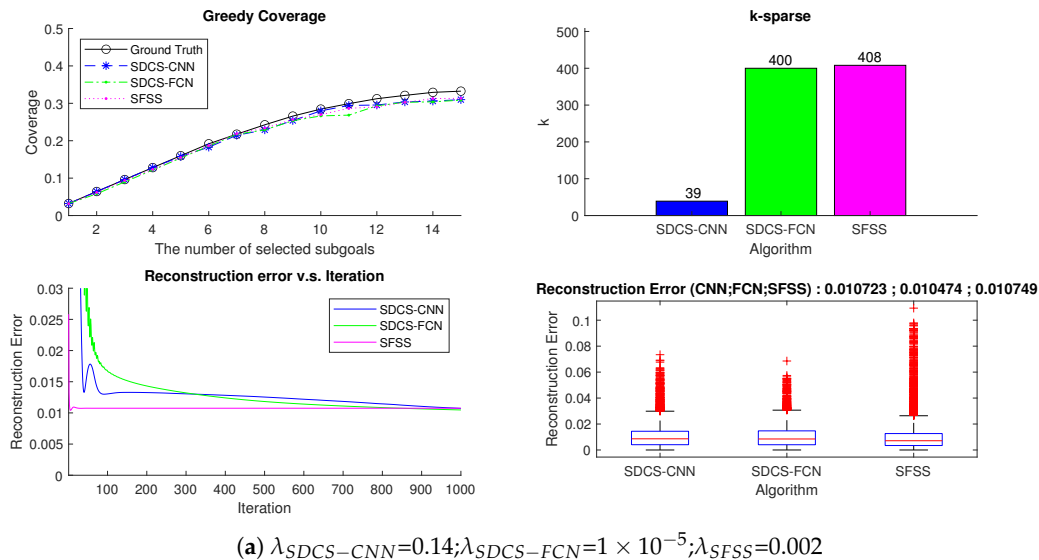 Greedy Coverage
Ground Truth
SDCS-CNN
SDCS-FCN
SFSS
0.5
0.4
0.3
0.2
0.1
0
Coverage
2 4 6 8 10 12 14
The number of selected subgoals
k-sparse
500
400
300
200
100
0
k
39
400
408
SDCS-CNN SDCS-FCN SFSS
Algorithm
Reconstruction error v.s. Iteration
0.03
0.025
0.02
0.015
0.01
0.005
0
Reconstruction Error
SDCS-CNN
SDCS-FCN
SFSS
100 200 300 400 500 600 700 800 900 1000
Iteration
Reconstruction Error (CNN;FCN;SFSS) : 0.010723 ; 0.010474 ; 0.010749
0.1
0.08
0.06
0.04
0.02
0
Reconstruction Error
SDCS-CNN SDCS-FCN SFSS
Algorithm
(a) λSDCS−CNN=0.14;λSDCS−FCN=1 × 10⁻⁵;λSFSS=0.002